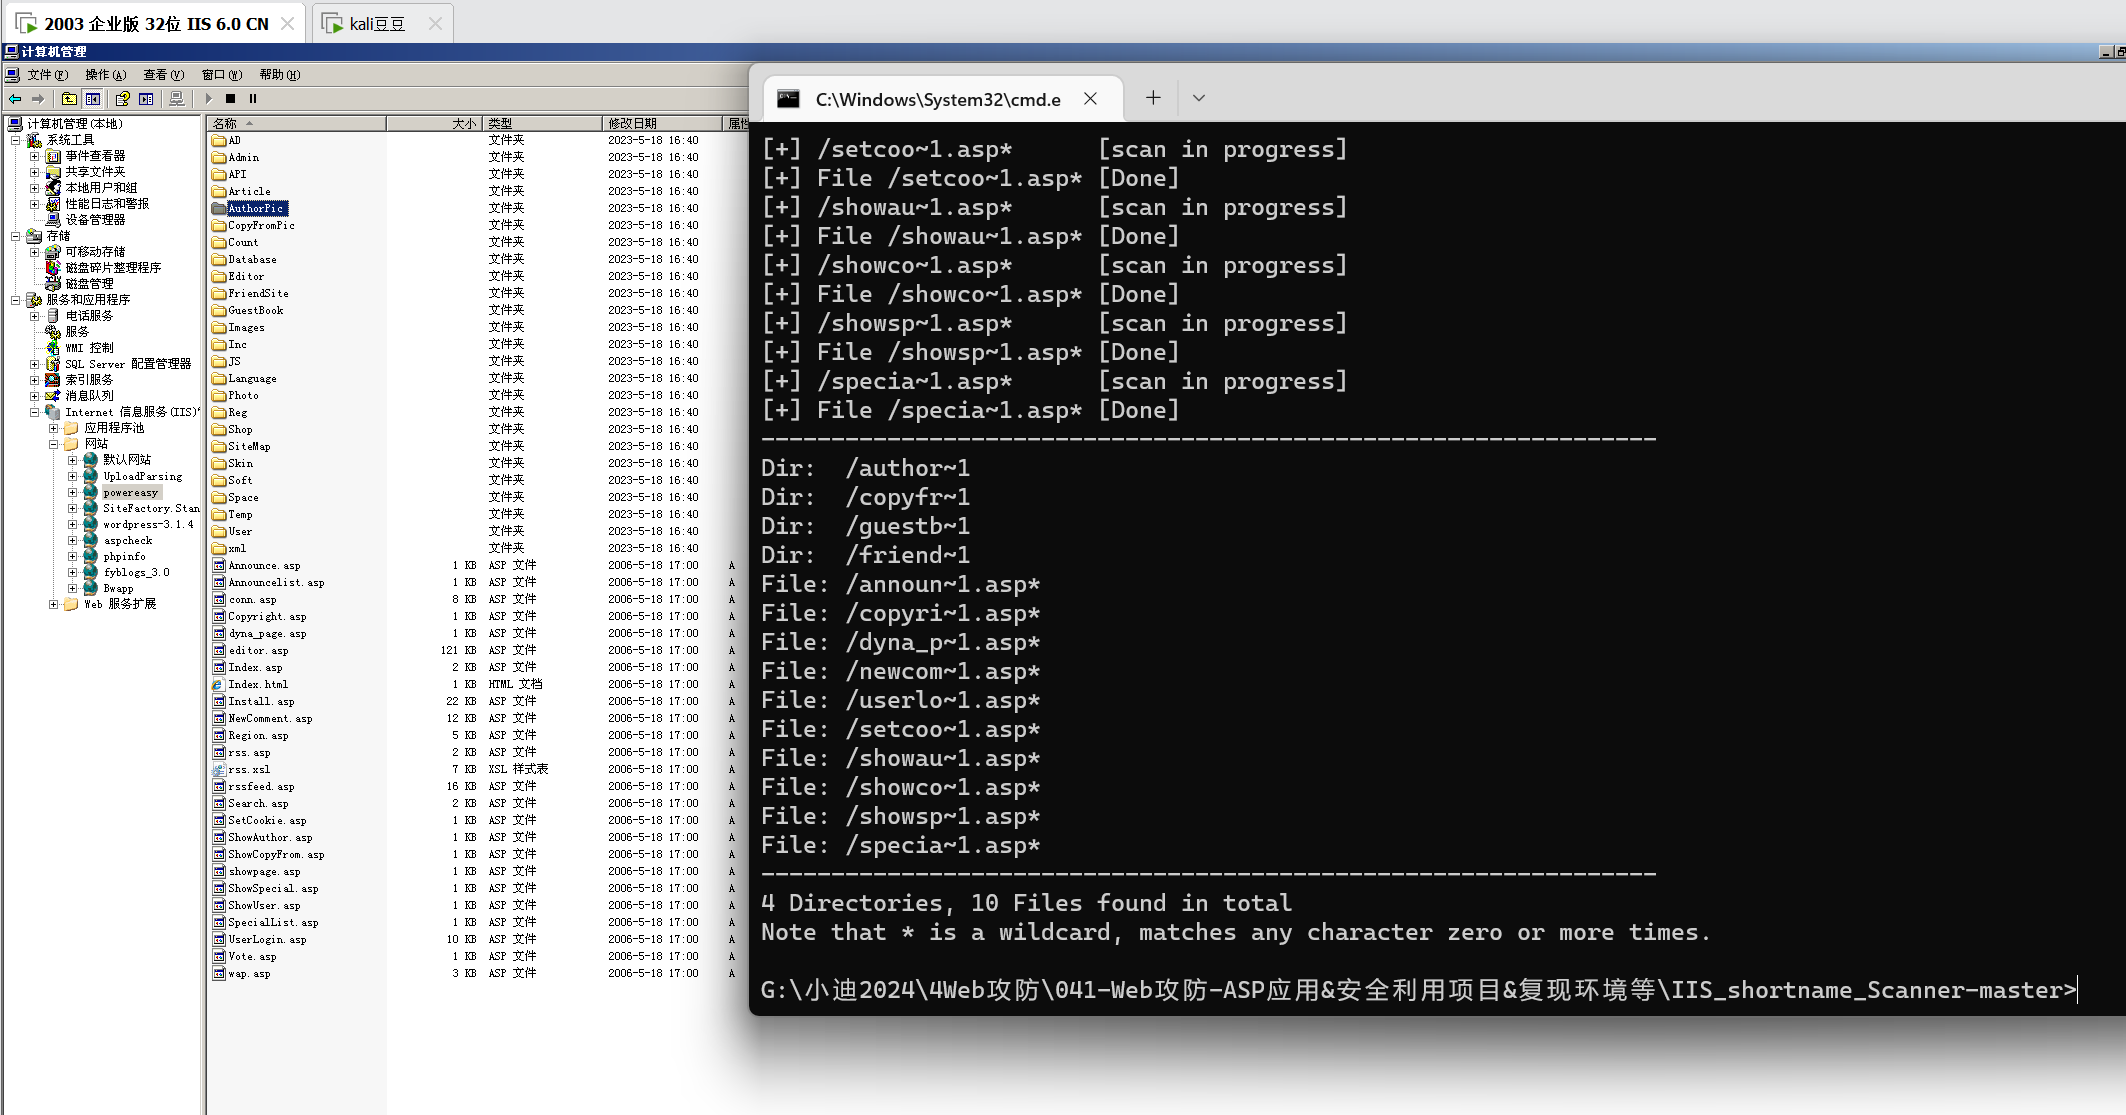 2003 企业版 32位 IIS 6.0 CN
kali豆豆
计算机管理
文件(F) 操作(A) 查看(V) 窗口(W) 帮助(H)
计算机管理(本地)
系统工具
事件查看器
共享文件夹
本地用户和组
性能日志和警报
设备管理器
存储
可移动存储
磁盘碎片整理程序
磁盘管理
服务和应用程序
电话服务
服务
WMI 控制
SQL Server 配置管理器
索引服务
消息队列
Internet 信息服务(IIS)
应用程序池
网站
默认网站
UploadParsing
powereasy
SiteFactory.Stan
wordpress-3.1.4
aspcheck
phpinfo
fyblogs_3.0
Bwapp
Web 服务扩展
名称 大小 类型 修改日期 属性
AD 文件夹 2023-5-18 16:40
Admin 文件夹 2023-5-18 16:40
API 文件夹 2023-5-18 16:40
Article 文件夹 2023-5-18 16:40
AuthorPic 文件夹 2023-5-18 16:40
CopyFromPic 文件夹 2023-5-18 16:40
Count 文件夹 2023-5-18 16:40
Database 文件夹 2023-5-18 16:40
Editor 文件夹 2023-5-18 16:40
FriendSite 文件夹 2023-5-18 16:40
GuestBook 文件夹 2023-5-18 16:40
Images 文件夹 2023-5-18 16:40
Inc 文件夹 2023-5-18 16:40
JS 文件夹 2023-5-18 16:40
Language 文件夹 2023-5-18 16:40
Photo 文件夹 2023-5-18 16:40
Reg 文件夹 2023-5-18 16:40
Shop 文件夹 2023-5-18 16:40
SiteMap 文件夹 2023-5-18 16:40
Skin 文件夹 2023-5-18 16:40
Soft 文件夹 2023-5-18 16:40
Space 文件夹 2023-5-18 16:40
Temp 文件夹 2023-5-18 16:40
User 文件夹 2023-5-18 16:40
xml 文件夹 2023-5-18 16:40
Announce.asp 1 KB ASP 文件 2006-5-18 17:00 A
Announcelist.asp 1 KB ASP 文件 2006-5-18 17:00 A
conn.asp 8 KB ASP 文件 2006-5-18 17:00 A
Copyright.asp 1 KB ASP 文件 2006-5-18 17:00 A
dyna_page.asp 1 KB ASP 文件 2006-5-18 17:00 A
editor.asp 121 KB ASP 文件 2006-5-18 17:00 A
Index.asp 2 KB ASP 文件 2006-5-18 17:00 A
Index.html 1 KB HTML 文档 2006-5-18 17:00 A
Install.asp 22 KB ASP 文件 2006-5-18 17:00 A
NewComment.asp 12 KB ASP 文件 2006-5-18 17:00 A
Region.asp 5 KB ASP 文件 2006-5-18 17:00 A
rss.asp 2 KB ASP 文件 2006-5-18 17:00 A
rss.xsl 7 KB XSL 样式表 2006-5-18 17:00 A
rssfeed.asp 16 KB ASP 文件 2006-5-18 17:00 A
Search.asp 2 KB ASP 文件 2006-5-18 17:00 A
SetCookie.asp 1 KB ASP 文件 2006-5-18 17:00 A
ShowAuthor.asp 1 KB ASP 文件 2006-5-18 17:00 A
ShowCopyFrom.asp 1 KB ASP 文件 2006-5-18 17:00 A
showpage.asp 1 KB ASP 文件 2006-5-18 17:00 A
ShowSpecial.asp 1 KB ASP 文件 2006-5-18 17:00 A
ShowUser.asp 1 KB ASP 文件 2006-5-18 17:00 A
SpecialList.asp 1 KB ASP 文件 2006-5-18 17:00 A
UserLogin.asp 10 KB ASP 文件 2006-5-18 17:00 A
Vote.asp 1 KB ASP 文件 2006-5-18 17:00 A
wap.asp 3 KB ASP 文件 2006-5-18 17:00 A
C:\Windows\System32\cmd.e
[+] /setcoo~1.asp* [scan in progress]
[+] File /setcoo~1.asp* [Done]
[+] /showau~1.asp* [scan in progress]
[+] File /showau~1.asp* [Done]
[+] /showco~1.asp* [scan in progress]
[+] File /showco~1.asp* [Done]
[+] /showsp~1.asp* [scan in progress]
[+] File /showsp~1.asp* [Done]
[+] /specia~1.asp* [scan in progress]
[+] File /specia~1.asp* [Done]
----------------------------------------------------------------
Dir: /author~1
Dir: /copyfr~1
Dir: /guestb~1
Dir: /friend~1
File: /announ~1.asp*
File: /copyri~1.asp*
File: /dyna_p~1.asp*
File: /newcom~1.asp*
File: /userlo~1.asp*
File: /setcoo~1.asp*
File: /showau~1.asp*
File: /showco~1.asp*
File: /showsp~1.asp*
File: /specia~1.asp*
----------------------------------------------------------------
4 Directories, 10 Files found in total
Note that * is a wildcard, matches any character zero or more times.
G:\小迪2024\4Web攻防\041-Web攻防-ASP应用&安全利用项目&复现环境等\IIS_shortname_Scanner-master>